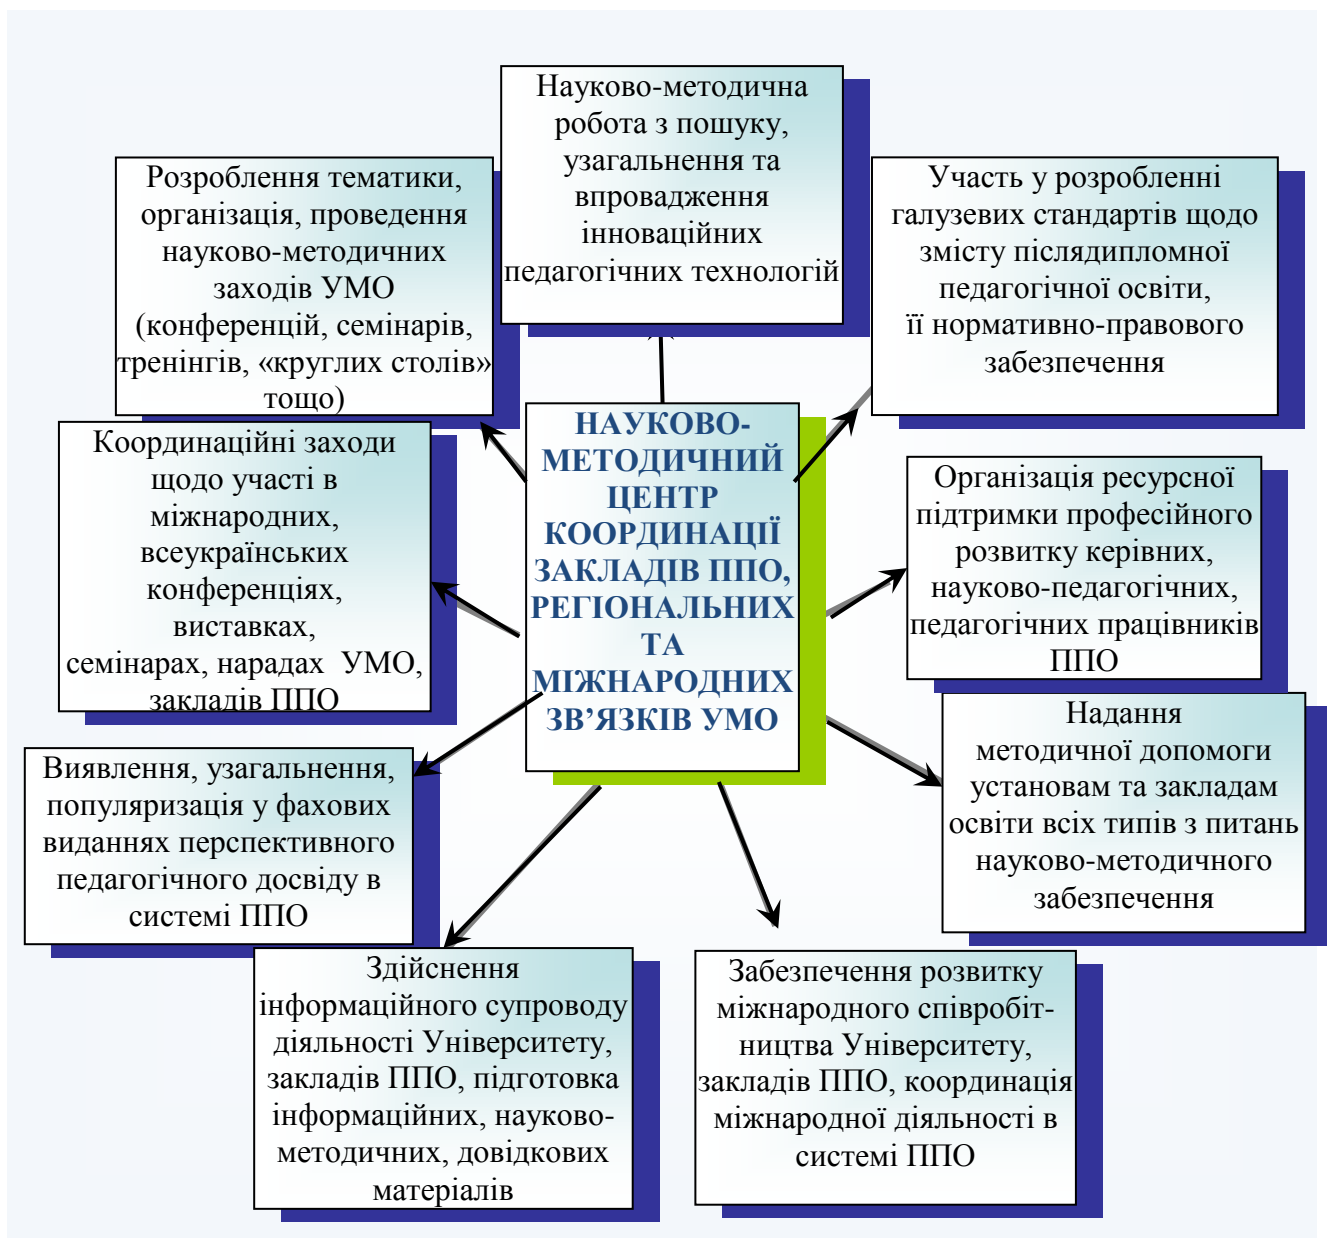 Науково-методична
робота з пошуку,
узагальнення та
впровадження
інноваційних
педагогічних технологій
Розроблення тематики,
організація, проведення
науково-методичних
заходів УМО
(конференцій, семінарів,
тренінгів, «круглих столів»
тощо)
Участь у розробленні
галузевих стандартів щодо
змісту післядипломної
педагогічної освіти,
її нормативно-правового
забезпечення
НАУКОВО-
МЕТОДИЧНИЙ
ЦЕНТР
КООРДИНАЦІЇ
ЗАКЛАДІВ ППО,
РЕГІОНАЛЬНИХ
ТА
МІЖНАРОДНИХ
ЗВ’ЯЗКІВ УМО
Координаційні заходи
щодо участі в
міжнародних,
всеукраїнських
конференціях,
виставках,
семінарах, нарадах УМО,
закладів ППО
Організація ресурсної
підтримки професійного
розвитку керівних,
науково-педагогічних,
педагогічних працівників
ППО
Виявлення, узагальнення,
популяризація у фахових
виданнях перспективного
педагогічного досвіду в
системі ППО
Надання
методичної допомоги
установам та закладам
освіти всіх типів з питань
науково-методичного
забезпечення
Здійснення
інформаційного супроводу
діяльності Університету,
закладів ППО, підготовка
інформаційних, науково-
методичних, довідкових
матеріалів
Забезпечення розвитку
міжнародного співробіт-
ництва Університету,
закладів ППО, координація
міжнародної діяльності в
системі ППО